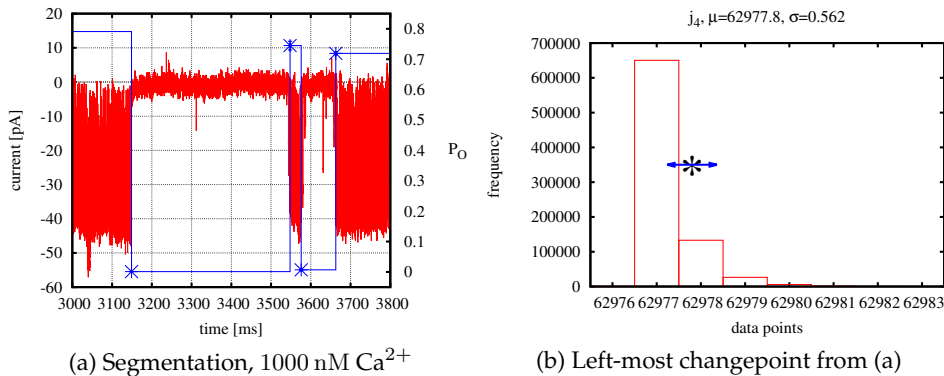 20
10
0
-10
-20
-30
-40
-50
-60
current [pA]
3000 3100 3200 3300 3400 3500 3600 3700 3800
time [ms]
0.8
0.7
0.6
0.5
0.4
0.3
0.2
0.1
0
P_O
(a) Segmentation, 1000 nM Ca²⁺
j_4, μ=62977.8, σ=0.562
700000
600000
500000
400000
300000
200000
100000
0
frequency
62976 62977 62978 62979 62980 62981 62982 62983
data points
(b) Left-most changepoint from (a)